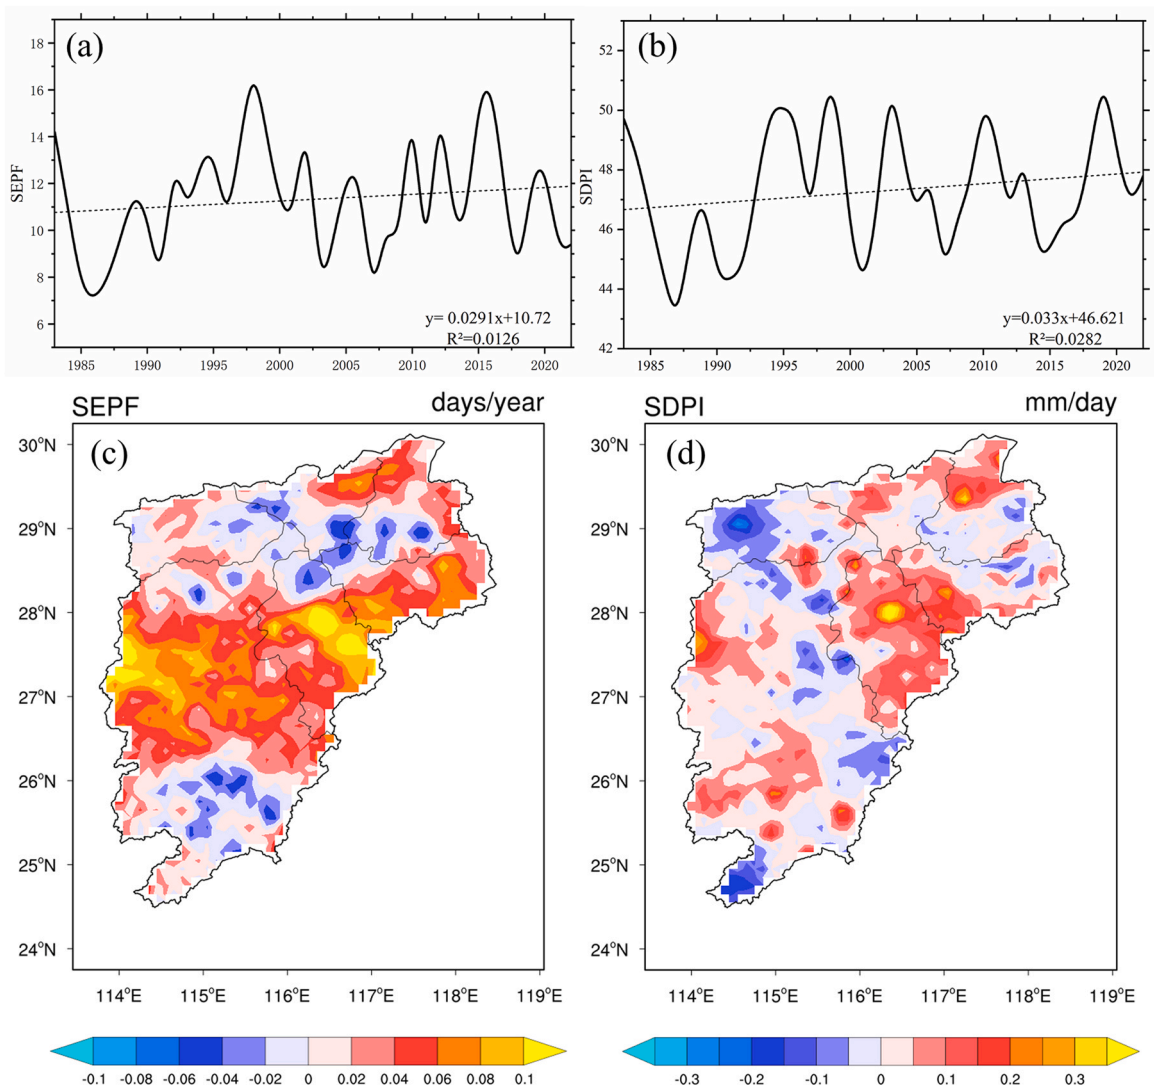 (a)
18
16
14
12
10
8
6
SEPF
y= 0.0291x+10.72
R²=0.0126
1985 1990 1995 2000 2005 2010 2015 2020
(b)
52
50
48
46
44
42
SDPI
y=0.033x+46.621
R²=0.0282
1985 1990 1995 2000 2005 2010 2015 2020
SEPF days/year
(c)
30°N
29°N
28°N
27°N
26°N
25°N
24°N
114°E 115°E 116°E 117°E 118°E 119°E
-0.1 -0.08 -0.06 -0.04 -0.02 0 0.02 0.04 0.06 0.08 0.1
SDPI mm/day
(d)
30°N
29°N
28°N
27°N
26°N
25°N
24°N
114°E 115°E 116°E 117°E 118°E 119°E
-0.3 -0.2 -0.1 0 0.1 0.2 0.3